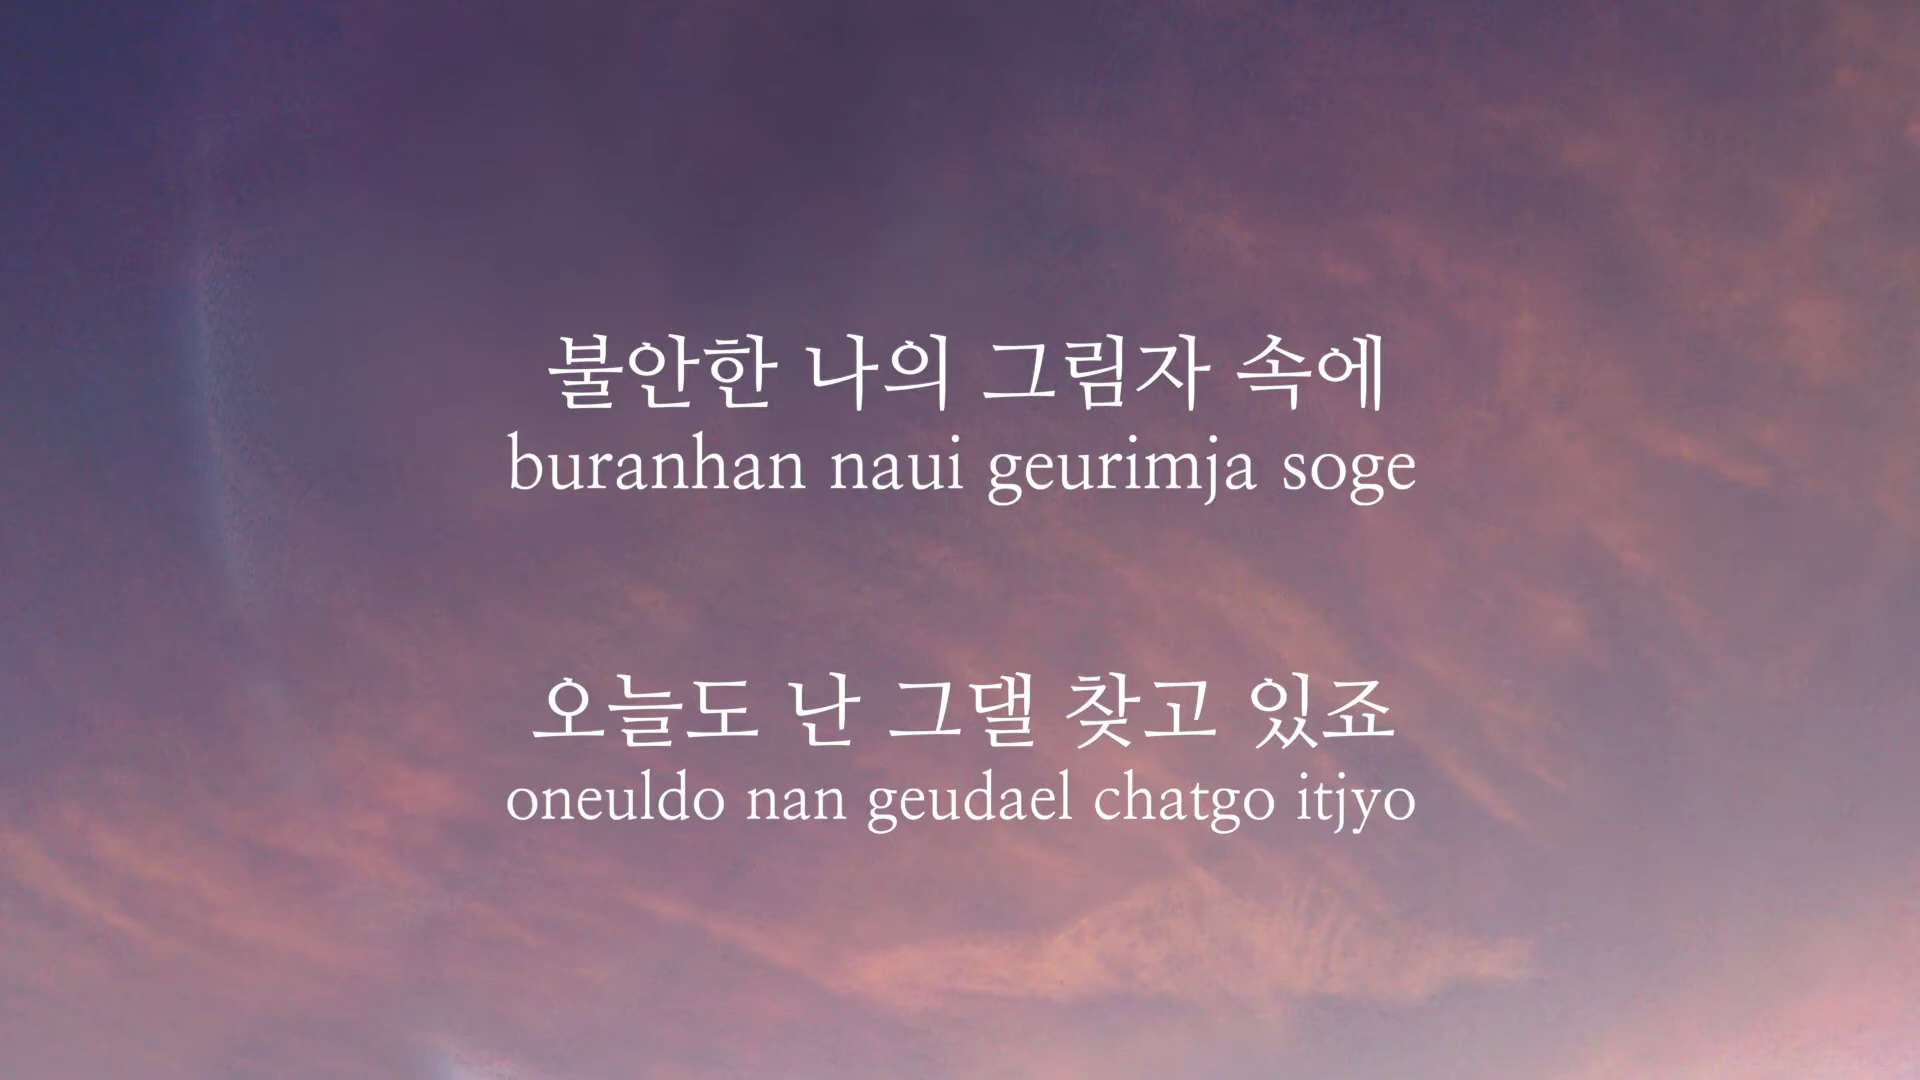 불안한 나의 그림자 속에
buranhan naui geurimja soge
오늘도 난 그댈 찾고 있죠
oneuldo nan geudael chatgo itjyo